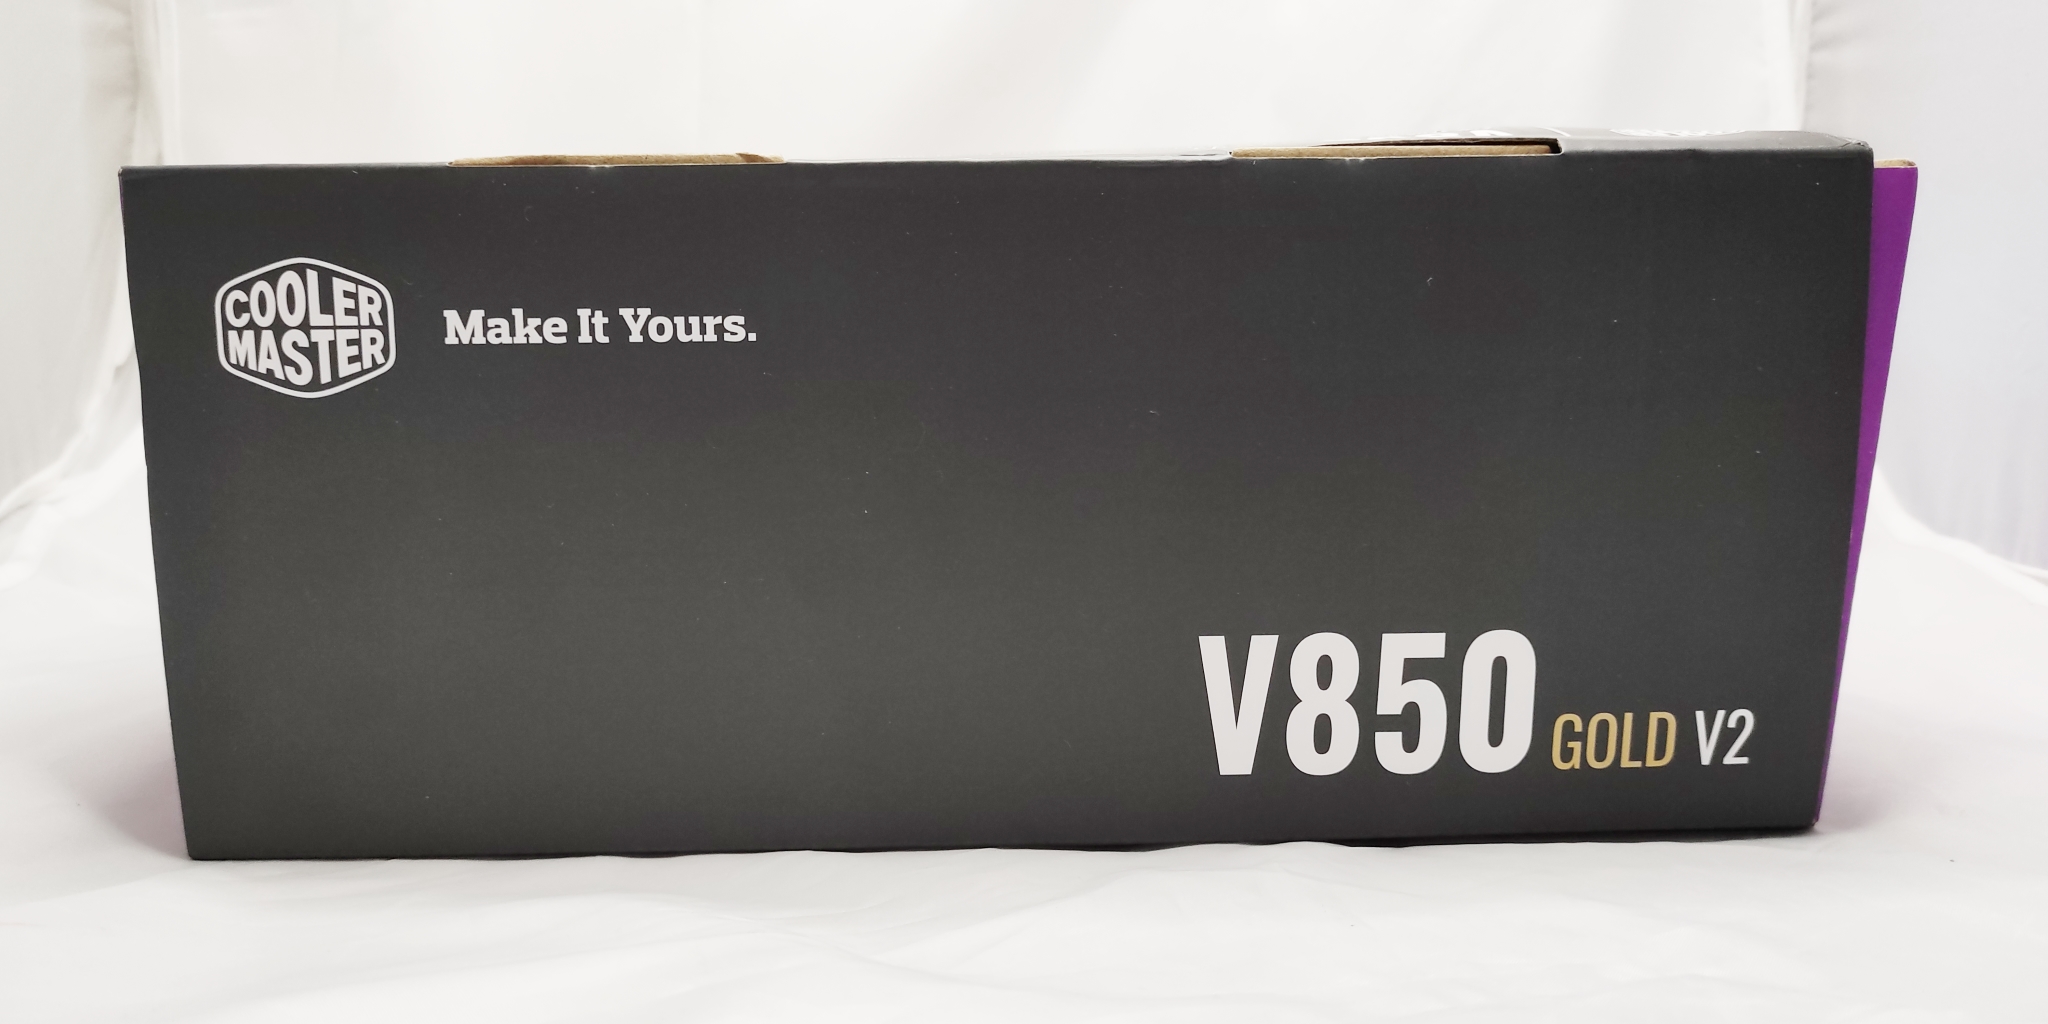 COOLER
MASTER
Make It Yours.
V850 GOLD V2